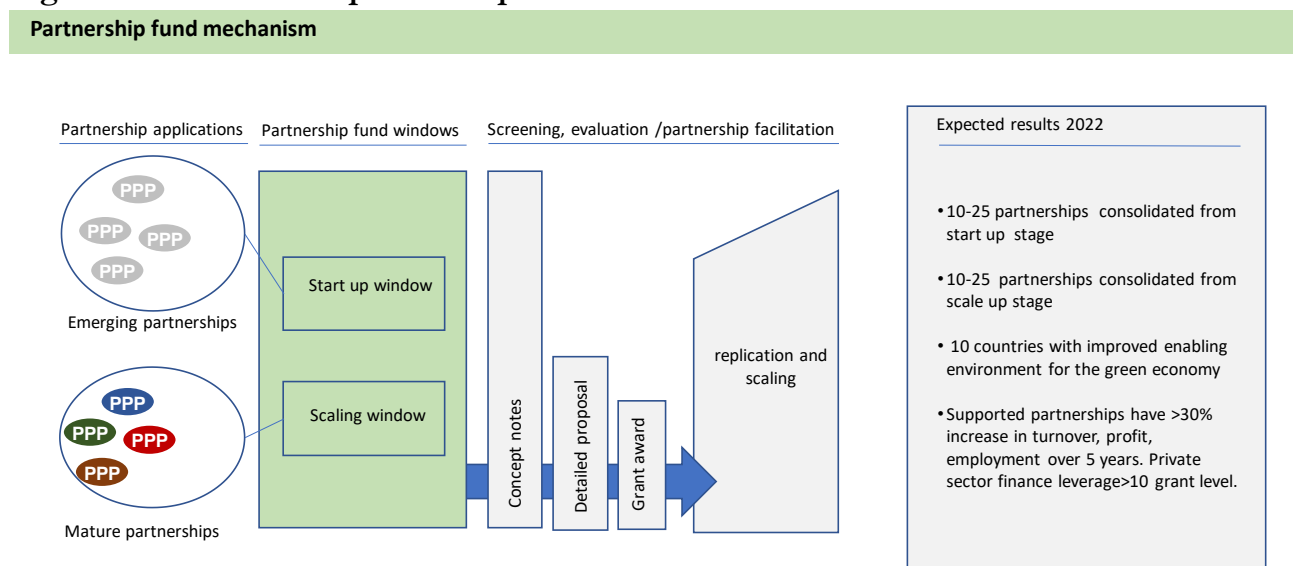 Partnership fund mechanism
Partnership applications
Partnership fund windows
Screening, evaluation /partnership facilitation
PPP
PPP
PPP
PPP
Emerging partnerships
PPP
PPP
PPP
PPP
Mature partnerships
Start up window
Scaling window
Concept notes
Detailed proposal
Grant award
replication and
scaling
Expected results 2022
•10-25 partnerships consolidated from
start up stage
•10-25 partnerships consolidated from
scale up stage
• 10 countries with improved enabling
environment for the green economy
•Supported partnerships have >30%
increase in turnover, profit,
employment over 5 years. Private
sector finance leverage>10 grant level.